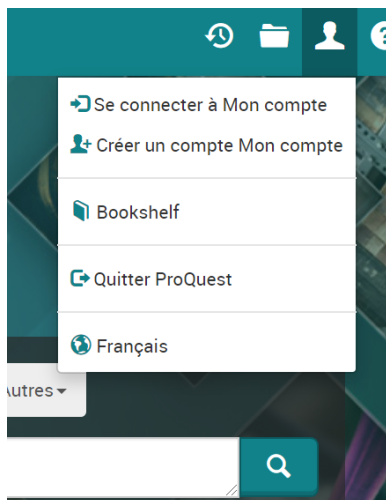 Se connecter à Mon compte
Créer un compte Mon compte
Bookshelf
Quitter ProQuest
Français
Autres